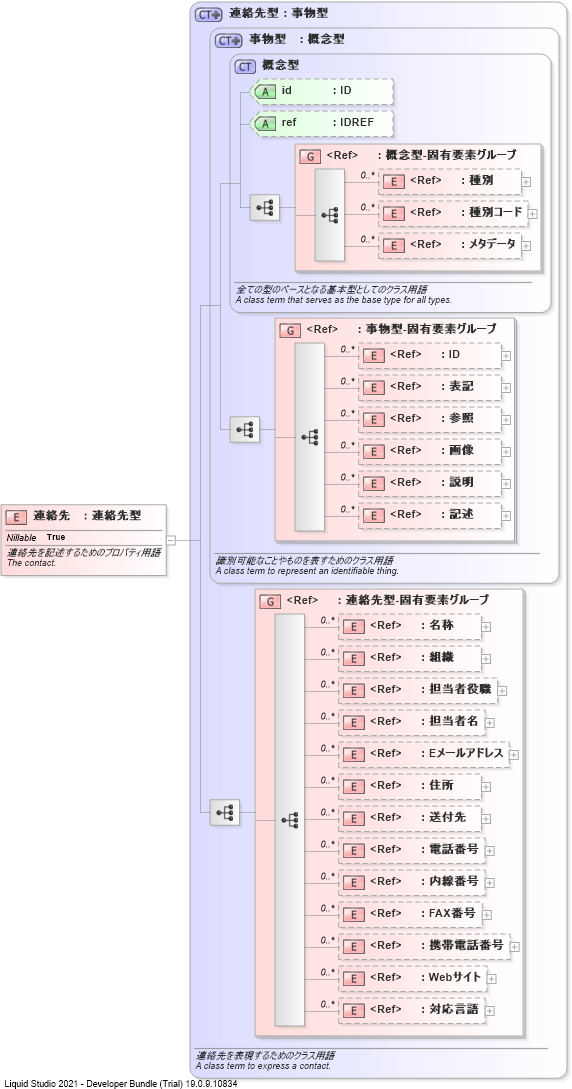 CT 連絡先型 : 事物型
CT 事物型 : 概念型
CT 概念型
A id : ID
A ref : IDREF
G <Ref> : 概念型-固有要素グループ
0..* E <Ref> : 種別
0..* E <Ref> : 種別コード
0..* E <Ref> : メタデータ
全ての型のベースとなる基本型としてのクラス用語
A class term that serves as the base type for all types.
G <Ref> : 事物型-固有要素グループ
0..* E <Ref> : ID
0..* E <Ref> : 表記
0..* E <Ref> : 参照
0..* E <Ref> : 画像
0..* E <Ref> : 説明
0..* E <Ref> : 記述
E 連絡先 : 連絡先型
Nillable True
連絡先を記述するためのプロパティ用語
The contact.
識別可能なことやものを表すためのクラス用語
A class term to represent an identifiable thing.
G <Ref> : 連絡先型-固有要素グループ
0..* E <Ref> : 名称
0..* E <Ref> : 組織
0..* E <Ref> : 担当者役職
0..* E <Ref> : 担当者名
0..* E <Ref> : Eメールアドレス
0..* E <Ref> : 住所
0..* E <Ref> : 送付先
0..* E <Ref> : 電話番号
0..* E <Ref> : 内線番号
0..* E <Ref> : FAX番号
0..* E <Ref> : 携帯電話番号
0..* E <Ref> : Webサイト
0..* E <Ref> : 対応言語
連絡先を表現するためのクラス用語
A class term to express a contact.
Liquid Studio 2021 - Developer Bundle (Trial) 19.0.9.10834